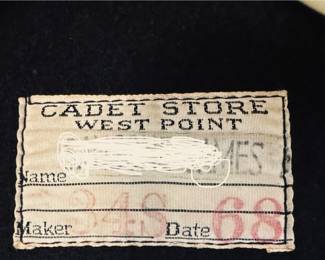 CADET STORE
WEST POINT
Name
Maker 34S Date 68